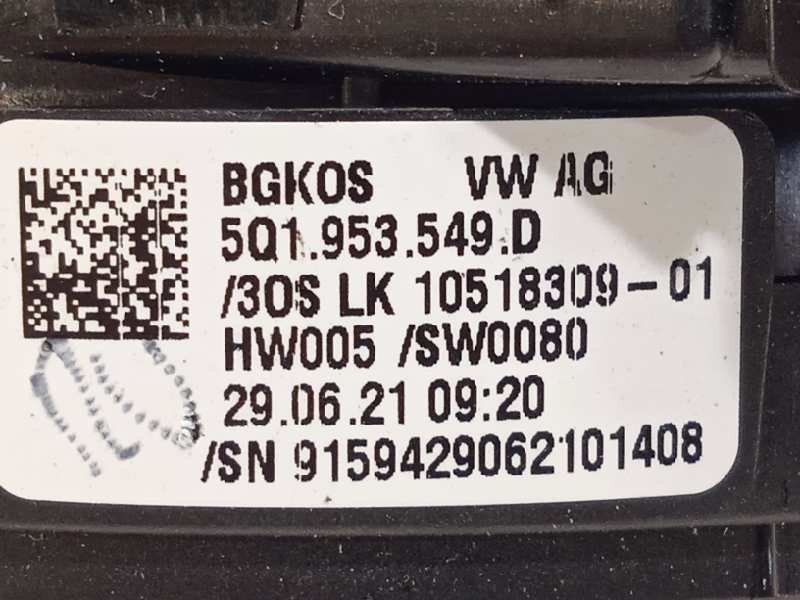 BGKOS VW AG
5Q1.953.549.D
/3OS LK 10518309-01
HW005 /SW0080
29.06.21 09:20
/SN 9159429062101408